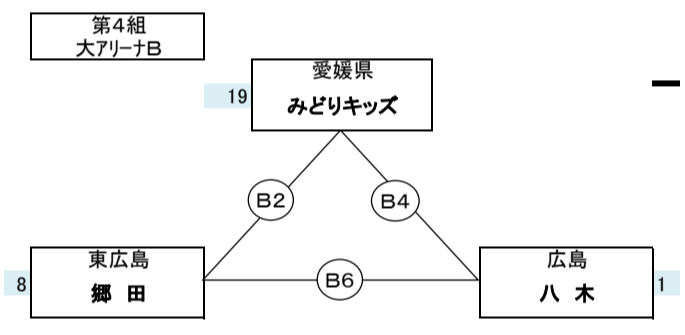 第4組
大アリーナB
愛媛県
19
みどりキッズ
B2
B4
東広島
8
郷 田
B6
広島
1
八 木